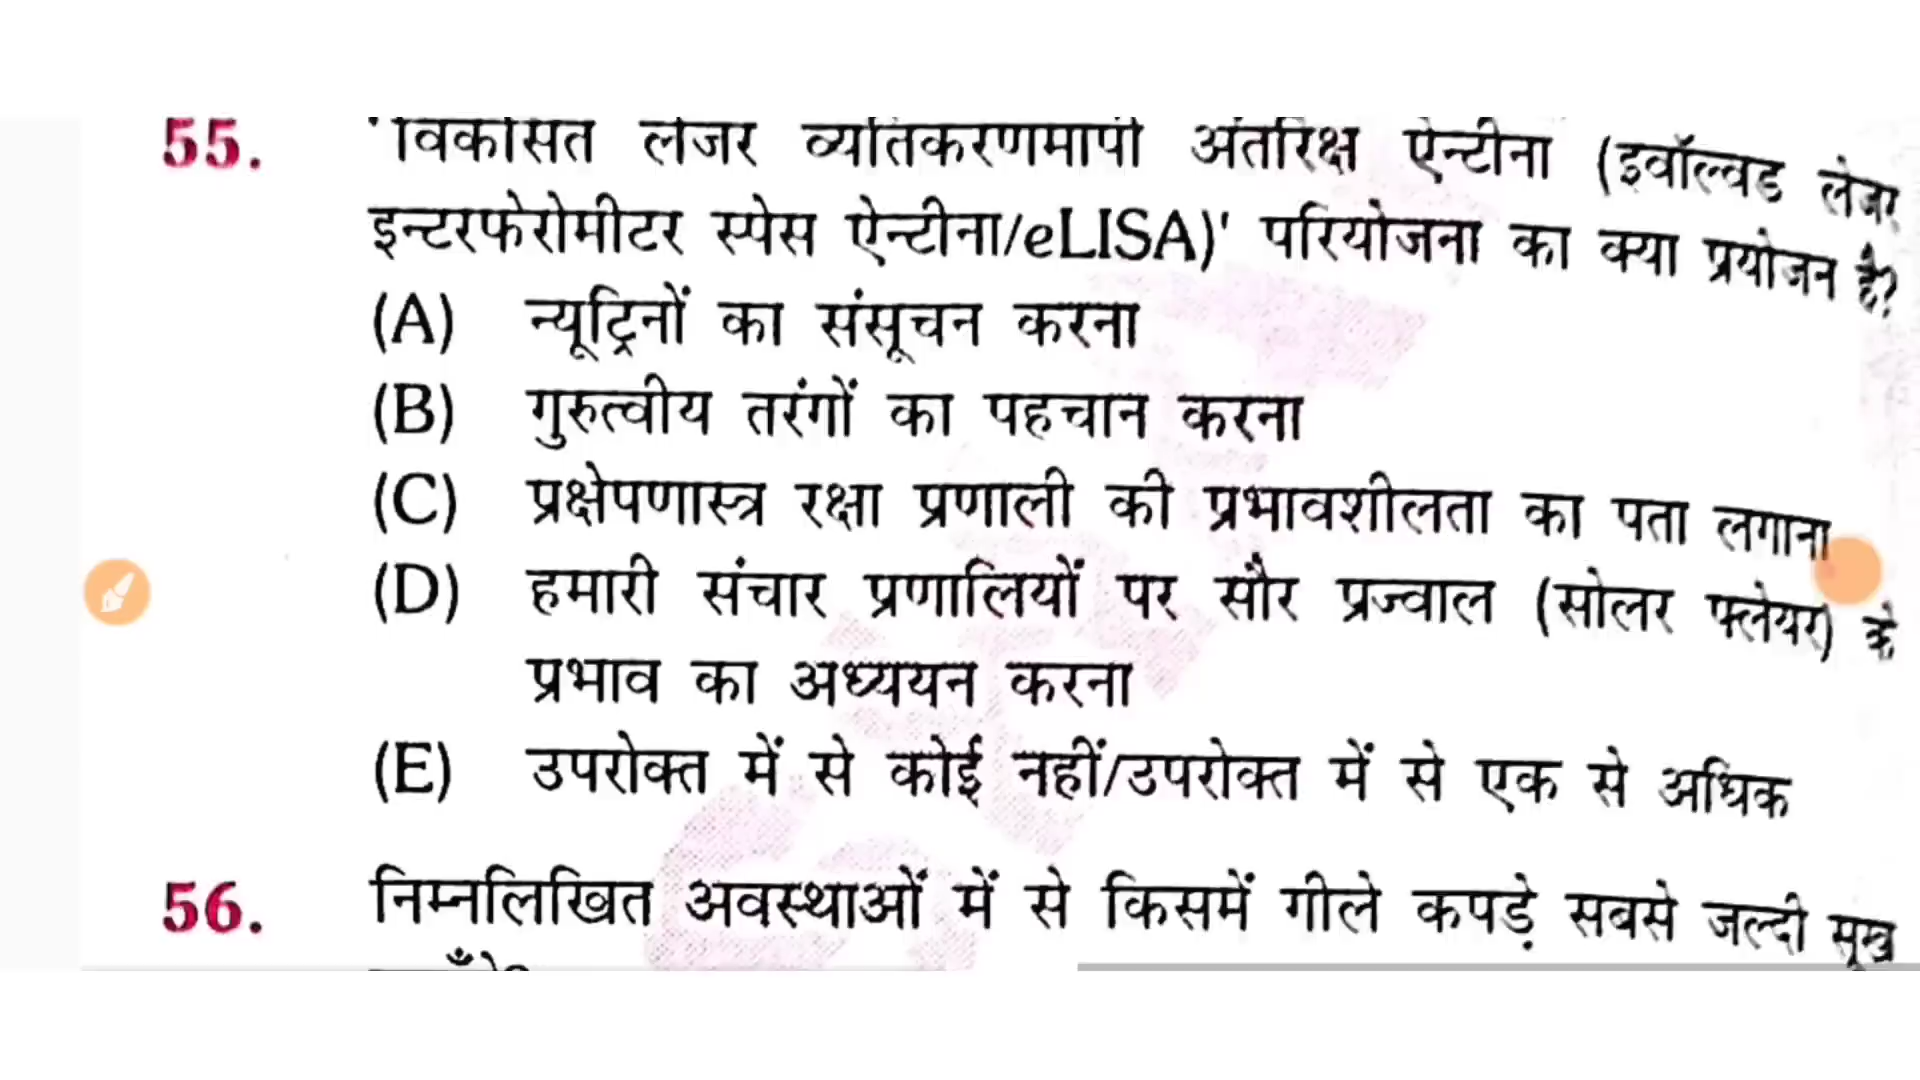 55. 'विकसित लेजर व्यतिकरणमापी अंतरिक्ष ऐन्टीना (इवॉल्वड लेजर
इन्टरफेरोमीटर स्पेस ऐन्टीना/eLISA)' परियोजना का क्या प्रयोजन है?
(A) न्यूट्रिनों का संसूचन करना
(B) गुरुत्वीय तरंगों का पहचान करना
(C) प्रक्षेपणास्त्र रक्षा प्रणाली की प्रभावशीलता का पता लगाना
(D) हमारी संचार प्रणालियों पर सौर प्रज्वाल (सोलर फ्लेयर) के
प्रभाव का अध्ययन करना
(E) उपरोक्त में से कोई नहीं/उपरोक्त में से एक से अधिक
56. निम्नलिखित अवस्थाओं में से किसमें गीले कपड़े सबसे जल्दी सूख